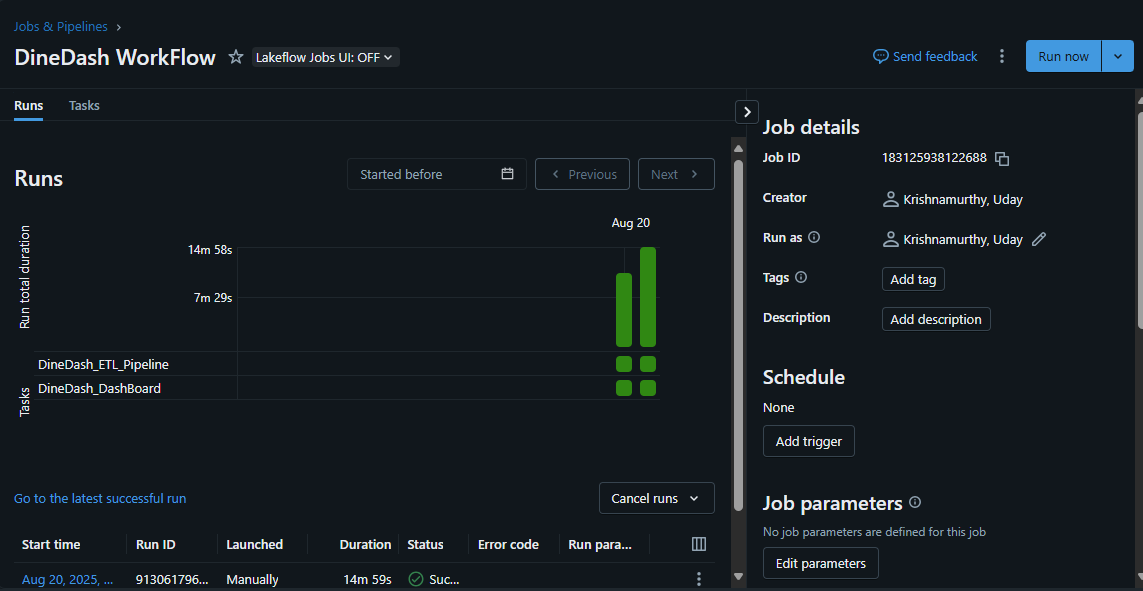 Jobs & Pipelines
DineDash WorkFlow
Lakeflow Jobs UI: OFF
Send feedback
Run now
Runs
Tasks
Runs
Started before
Previous
Next
Aug 20
Run total duration
14m 58s
7m 29s
Tasks
DineDash_ETL_Pipeline
DineDash_DashBoard
Go to the latest successful run
Cancel runs
Start time Run ID Launched Duration Status Error code Run para...
Aug 20, 2025, ... 913061796... Manually 14m 59s Suc...
Job details
Job ID 183125938122688
Creator Krishnamurthy, Uday
Run as Krishnamurthy, Uday
Tags Add tag
Description Add description
Schedule
None
Add trigger
Job parameters
No job parameters are defined for this job
Edit parameters